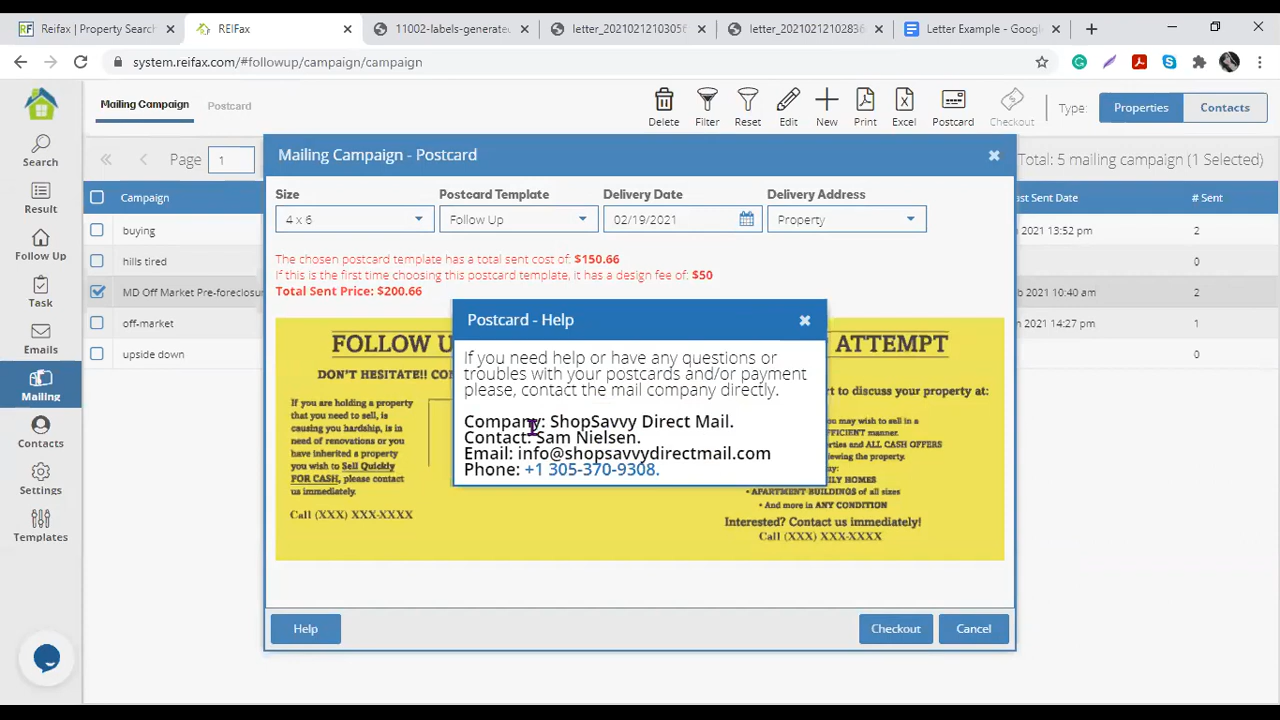 Reifax | Property Search
REIFax
11002-labels-generate
letter_202102121030565
letter_202102121028365
Letter Example - Google
system.reifax.com/#followup/campaign/campaign
Mailing Campaign
Postcard
Delete
Filter
Reset
Edit
New
Print
Excel
Postcard
Checkout
Type:
Properties
Contacts
Search
Result
Follow Up
Task
Emails
Mailing
Contacts
Settings
Templates
Page 1
Total: 5 mailing campaign (1 Selected)
Campaign
ast Sent Date
# Sent
buying
2021 13:52 pm
2
hills tired
0
MD Off Market Pre-foreclosu
2021 10:40 am
2
off-market
2021 14:27 pm
1
upside down
0
Mailing Campaign - Postcard
Size
Postcard Template
Delivery Date
Delivery Address
4 x 6
Follow Up
02/19/2021
Property
The chosen postcard template has a total sent cost of: $150.66
If this is the first time choosing this postcard template, it has a design fee of: $50
Total Sent Price: $200.66
FOLLOW U
DON'T HESITATE!! CON
If you are holding a
property that
you need to sell, is
causing you hardship, is
in need of renovations or
you have inherited a
property you wish
to Sell Quickly
FOR CASH, please contact
us immediately.
Call (XXX) XXX-XXXX
ATTEMPT
rt to discuss your property at:
you may wish to sell in a
FFICIENT manner.
erties and ALL CASH OFFERS
viewing the property.
LY HOMES
• APARTMENT BUILDINGS of all sizes
• And more in ANY CONDITION
Interested? Contact us immediately!
Call (XXX) XXX-XXXX
Postcard - Help
If you need help or have any questions or
troubles with your postcards and/or payment
please, contact the mail company directly.
Company: ShopSavvy Direct Mail.
Contact: Sam Nielsen.
Email: info@shopsavvydirectmail.com
Phone: +1 305-370-9308.
Help
Checkout
Cancel